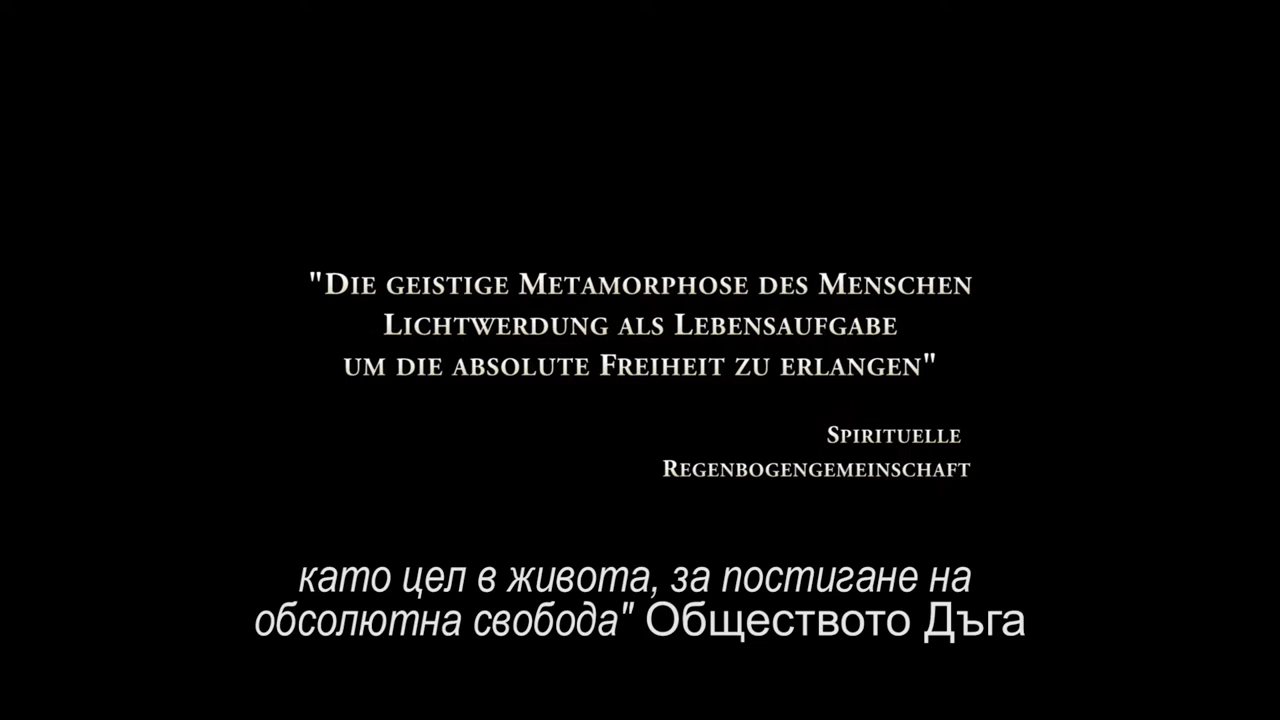 "Die geistige Metamorphose des Menschen
Lichtwerdung als Lebensaufgabe
um die absolute Freiheit zu erlangen"
Spirituelle
Regenbogengemeinschaft
като цел в живота, за постигане на
обсолютна свобода" Обществото Дъга